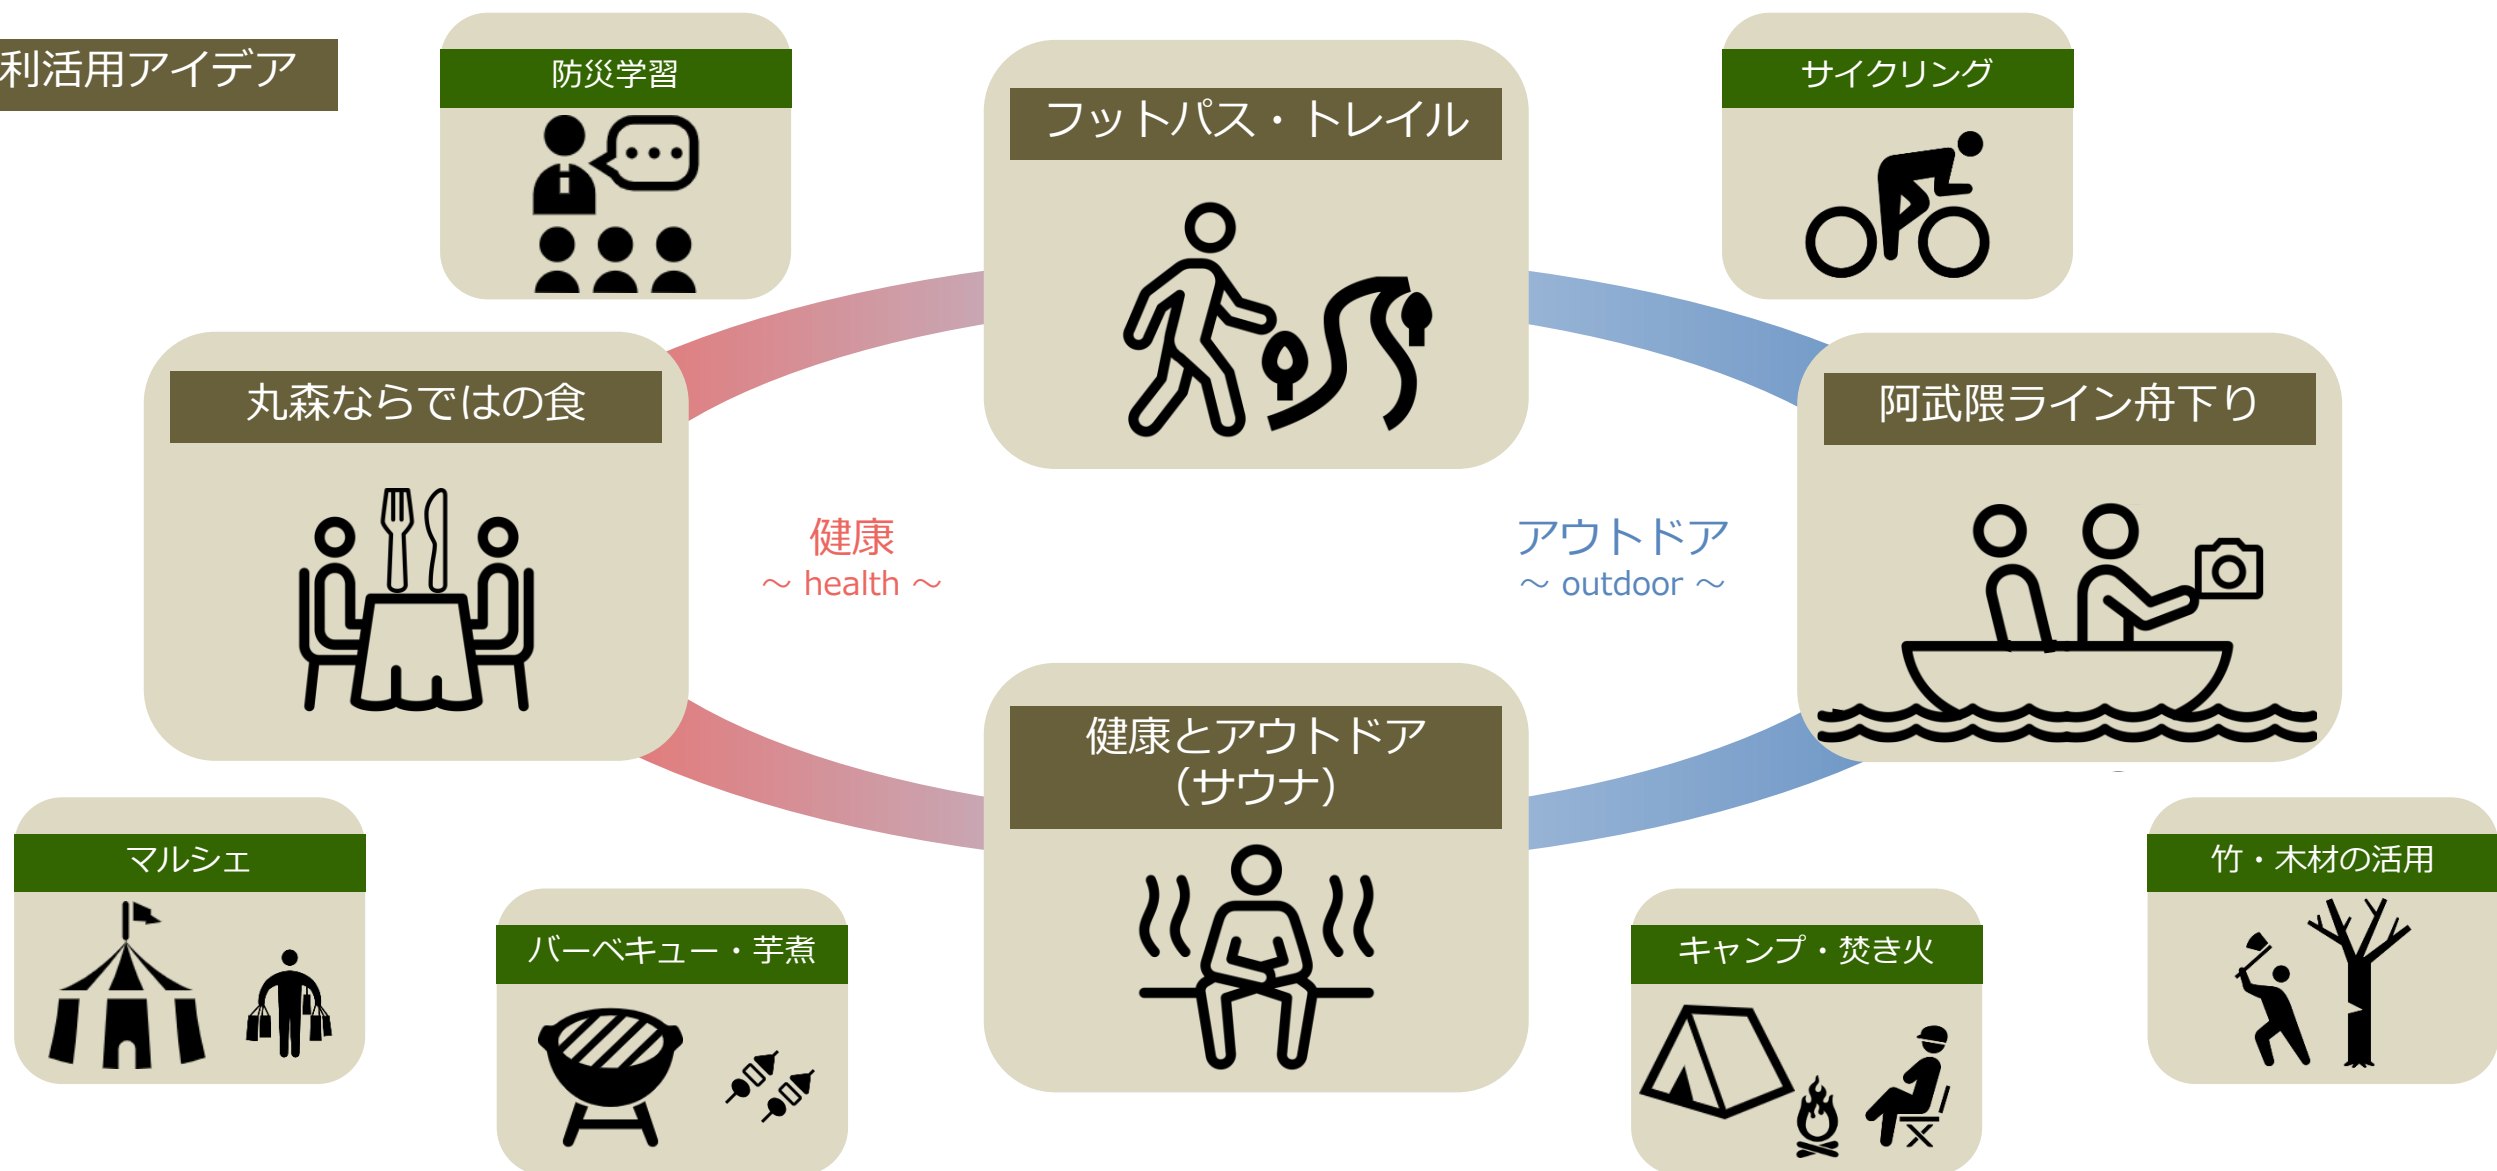 利活用アイデア
防災学習
フットパス・トレイル
サイクリング
丸森ならではの食
阿武隈ライン舟下り
健康
～ health ～
アウトドア
～ outdoor ～
健康とアウトドア
（サウナ）
マルシェ
バーベキュー・芋煮
キャンプ・焚き火
竹・木材の活用